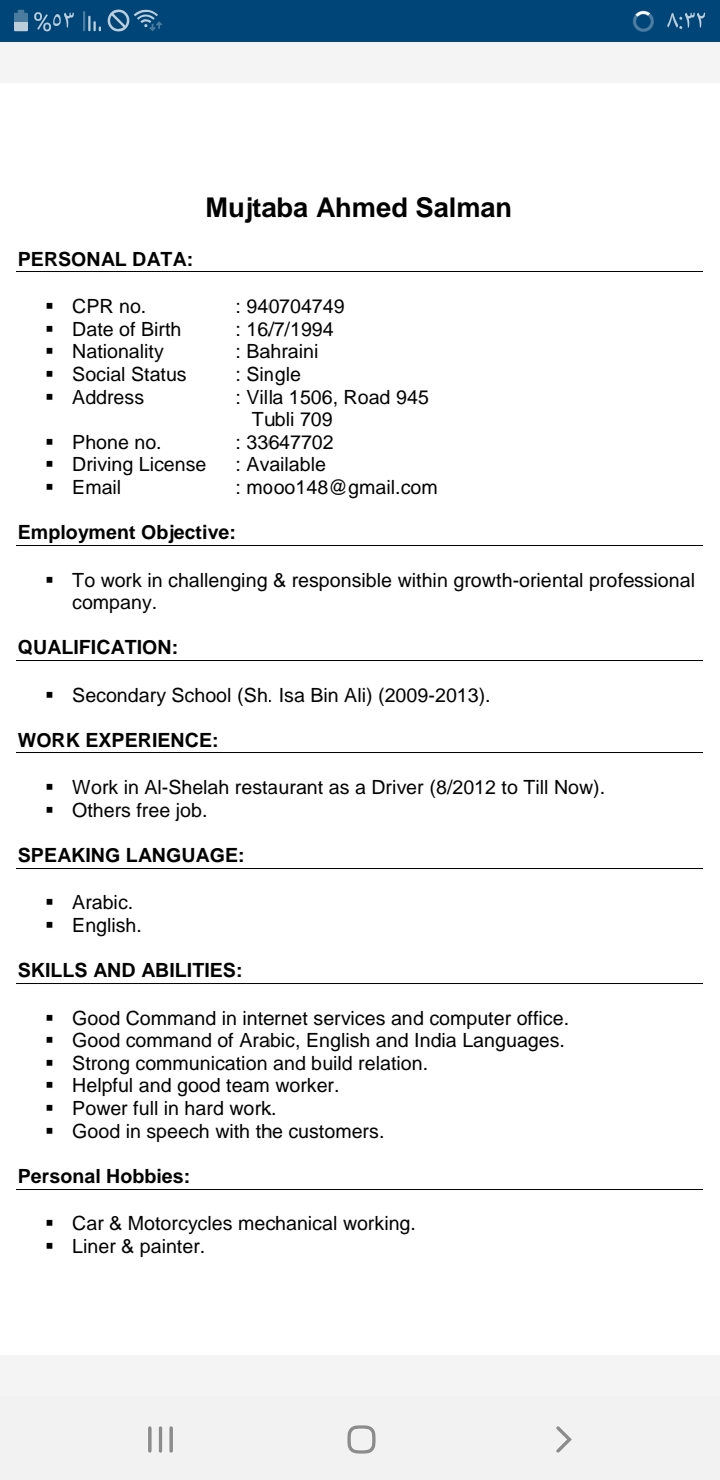 %٥٣ ٨:٣٢
Mujtaba Ahmed Salman
PERSONAL DATA:
▪ CPR no. : 940704749
▪ Date of Birth : 16/7/1994
▪ Nationality : Bahraini
▪ Social Status : Single
▪ Address : Villa 1506, Road 945
Tubli 709
▪ Phone no. : 33647702
▪ Driving License : Available
▪ Email : mooo148@gmail.com
Employment Objective:
▪ To work in challenging & responsible within growth-oriental professional
company.
QUALIFICATION:
▪ Secondary School (Sh. Isa Bin Ali) (2009-2013).
WORK EXPERIENCE:
▪ Work in Al-Shelah restaurant as a Driver (8/2012 to Till Now).
▪ Others free job.
SPEAKING LANGUAGE:
▪ Arabic.
▪ English.
SKILLS AND ABILITIES:
▪ Good Command in internet services and computer office.
▪ Good command of Arabic, English and India Languages.
▪ Strong communication and build relation.
▪ Helpful and good team worker.
▪ Power full in hard work.
▪ Good in speech with the customers.
Personal Hobbies:
▪ Car & Motorcycles mechanical working.
▪ Liner & painter.